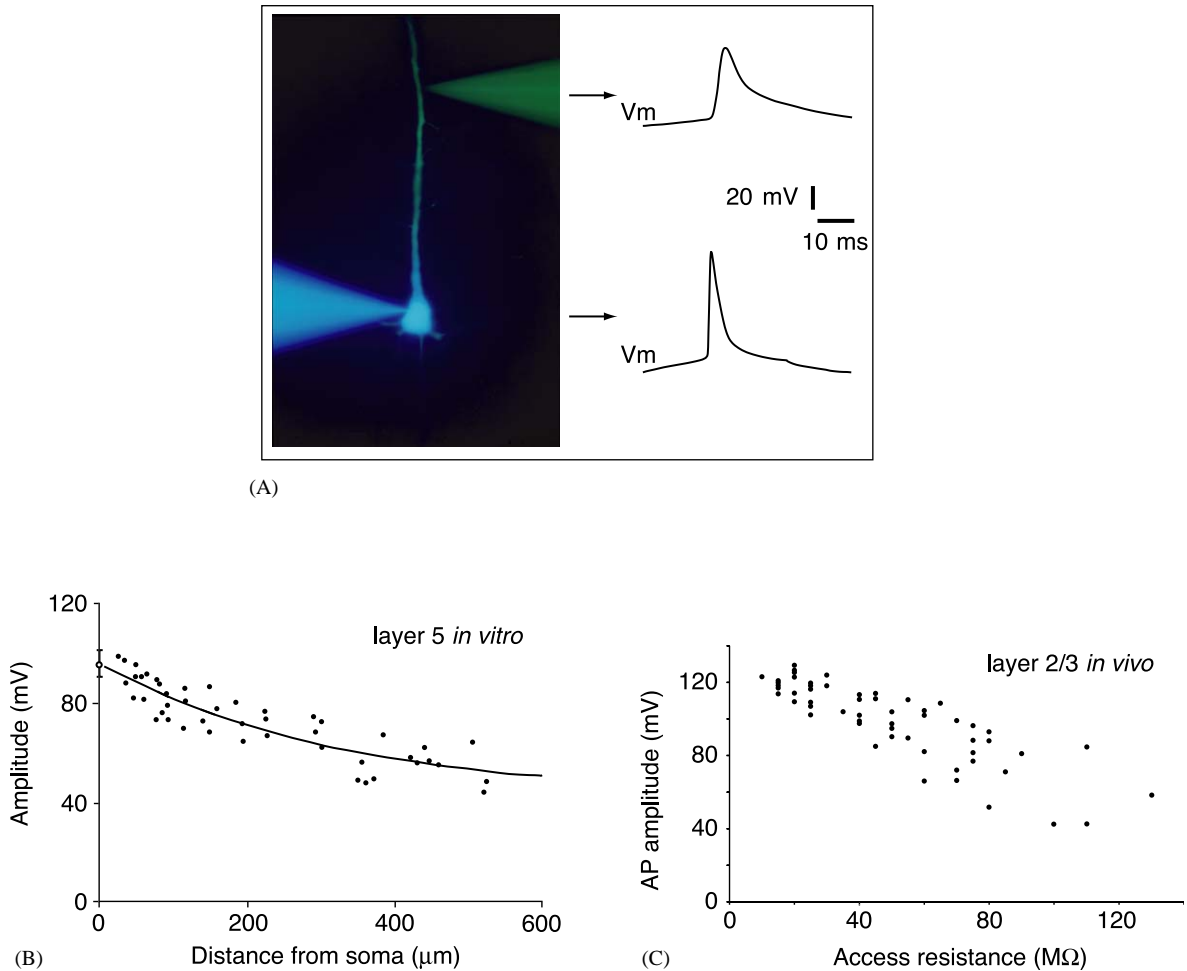 Vm
20 mV
10 ms
Vm
(A)
120
80
40
0
0
200
400
600
Amplitude (mV)
layer 5 in vitro
Distance from soma (µm)
(B)
120
80
40
0
0
40
80
120
AP amplitude (mV)
layer 2/3 in vivo
Access resistance (MΩ)
(C)